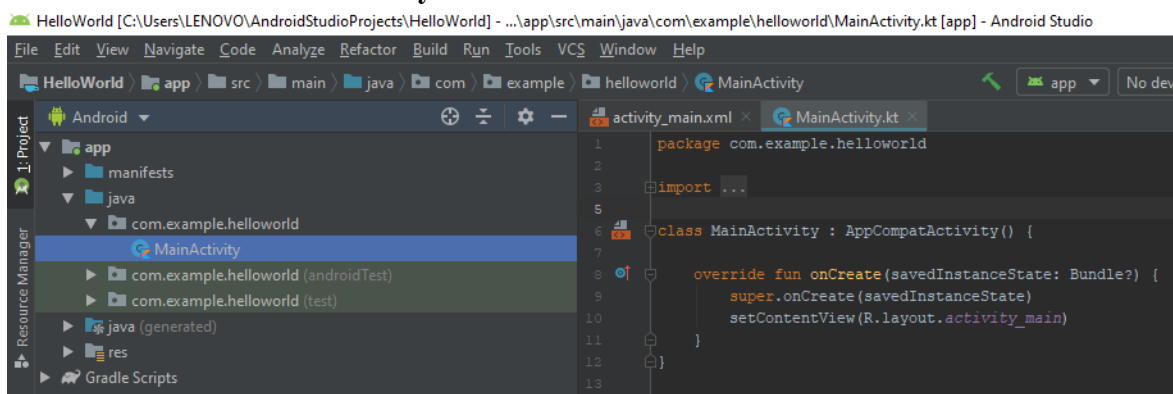 HelloWorld [C:\Users\LENOVO\AndroidStudioProjects\HelloWorld] - ...\app\src\main\java\com\example\helloworld\MainActivity.kt [app] - Android Studio
File Edit View Navigate Code Analyze Refactor Build Run Tools VCS Window Help
HelloWorld app src main java com example helloworld MainActivity app No dev
1: Project
Resource Manager
Android
app
manifests
java
com.example.helloworld
MainActivity
com.example.helloworld (androidTest)
com.example.helloworld (test)
java (generated)
res
Gradle Scripts
activity_main.xml MainActivity.kt
1 package com.example.helloworld
2
3 import ...
5
6 class MainActivity : AppCompatActivity() {
7
8 override fun onCreate(savedInstanceState: Bundle?) {
9 super.onCreate(savedInstanceState)
10 setContentView(R.layout.activity_main)
11 }
12 }
13